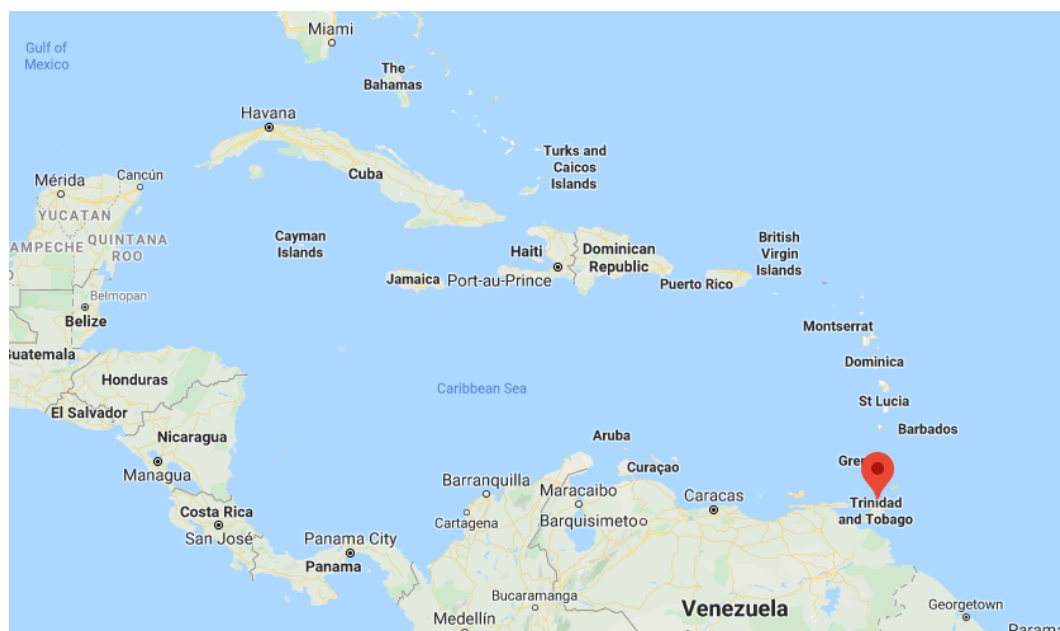 Miami
Gulf of
Mexico
The
Bahamas
Havana
Turks and
Caicos
Islands
Cuba
Mérida
Cancún
YUCATAN
AMPECHE
QUINTANA
ROO
Cayman
Islands
Haiti
Dominican
Republic
British
Virgin
Islands
Jamaica
Port-au-Prince
Puerto Rico
Belmopan
Belize
Montserrat
Guatemala
Dominica
Honduras
Caribbean Sea
El Salvador
St Lucia
Nicaragua
Aruba
Barbados
Managua
Curaçao
Gren
Barranquilla
Maracaibo
Caracas
Trinidad
and Tobago
Costa Rica
San José
Cartagena
Barquisimeto
Panama City
Panama
Bucaramanga
Venezuela
Georgetown
Medellín
Param